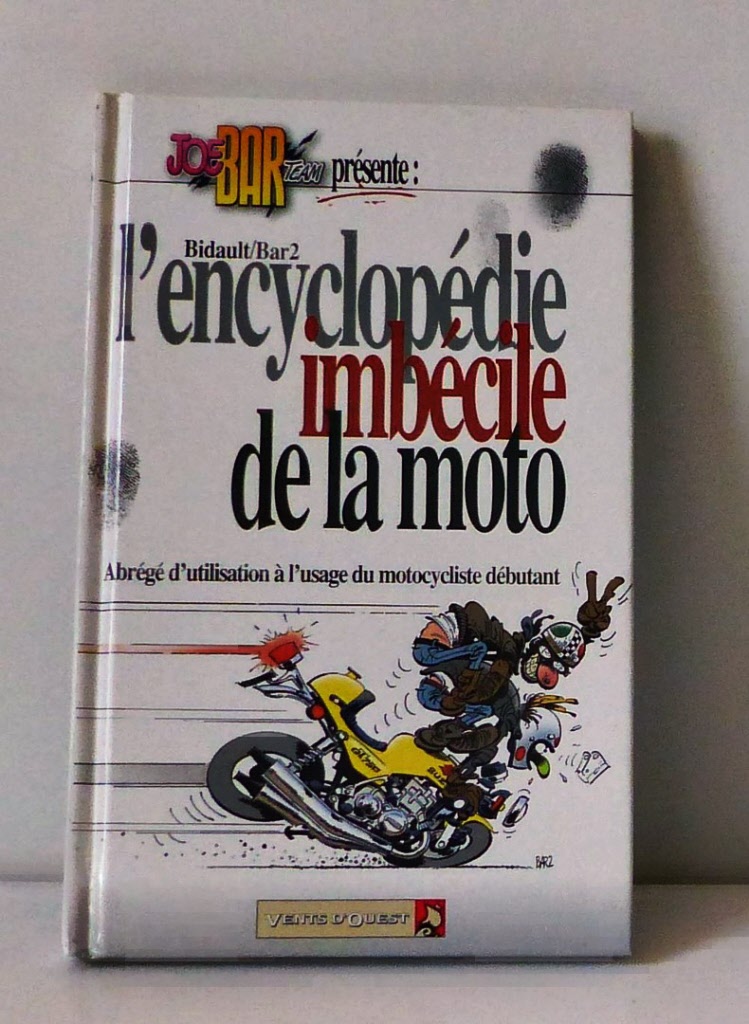 JOE BAR TEAM présente :
Bidault/Bar2
l'encyclopédie
imbécile
de la moto
Abrégé d'utilisation à l'usage du motocycliste débutant
BAR2
VENTS D'OUEST